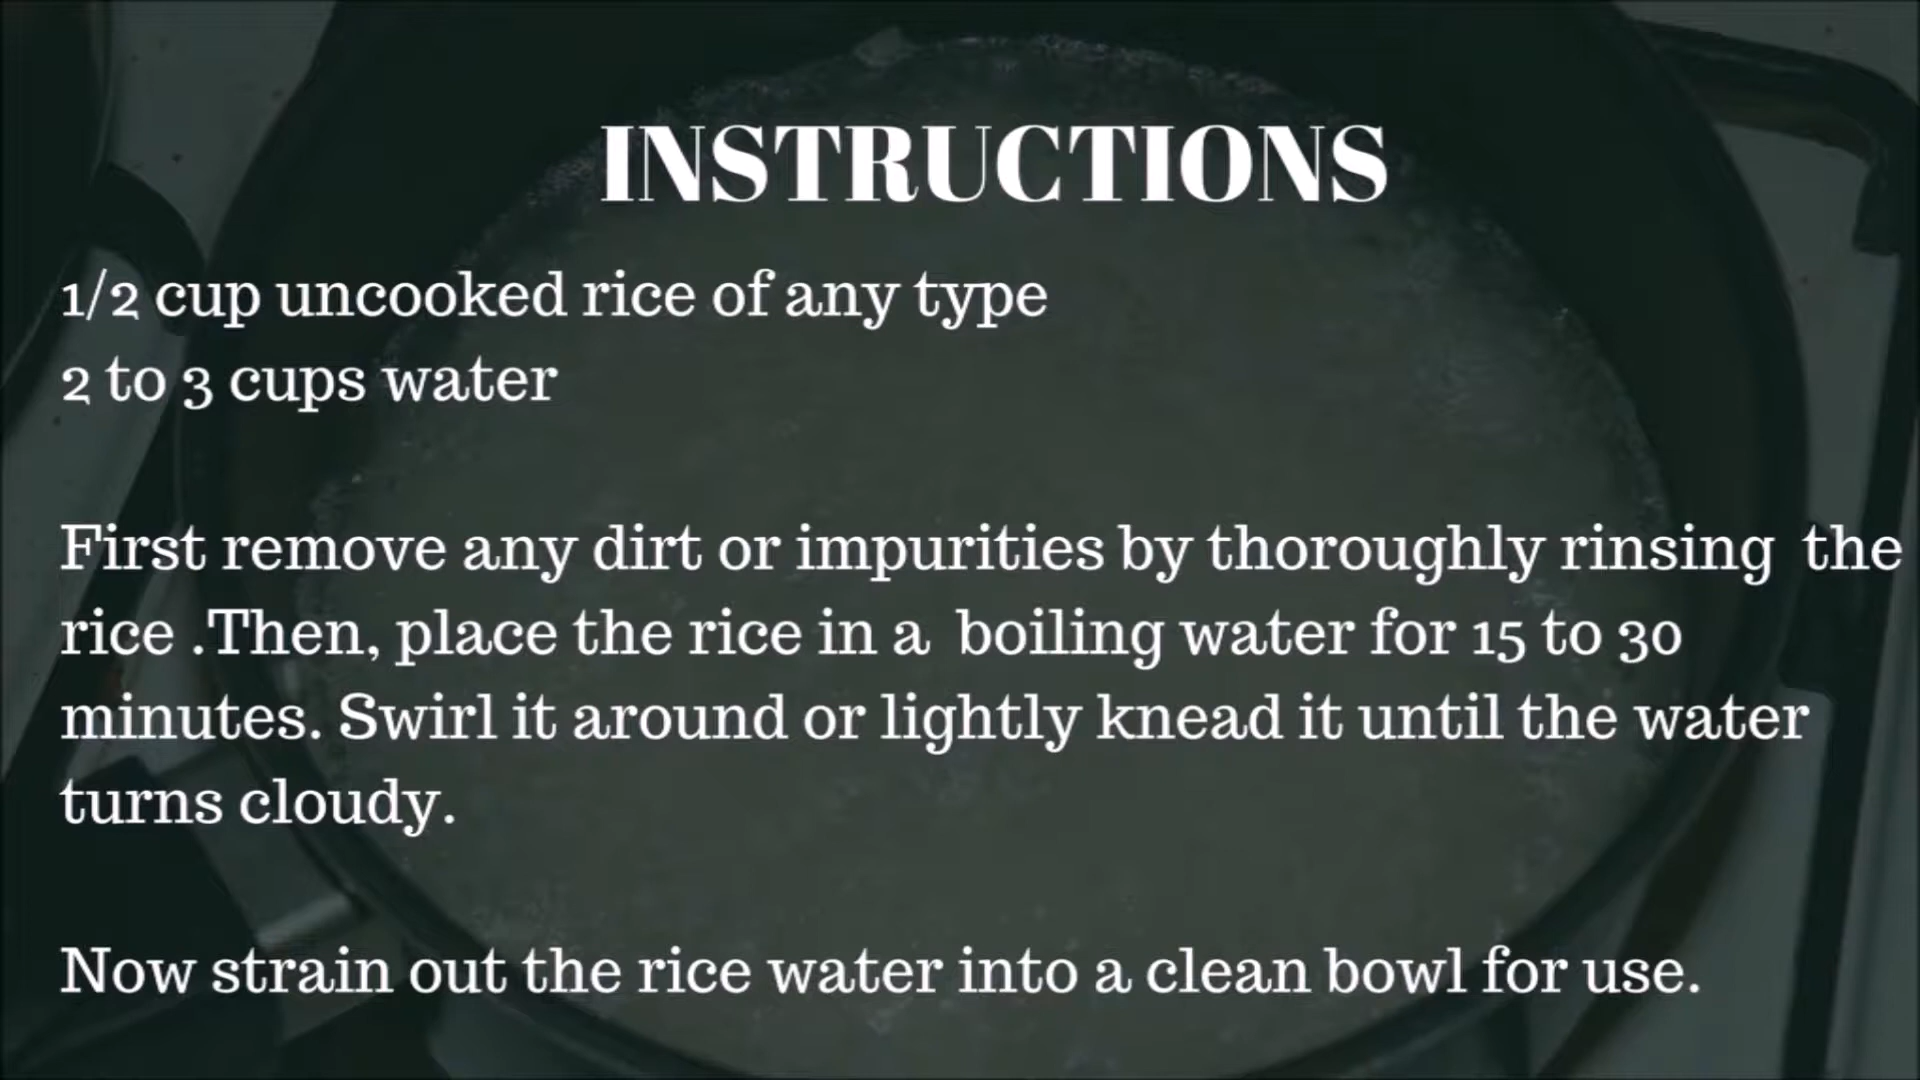 INSTRUCTIONS
1/2 cup uncooked rice of any type
2 to 3 cups water
First remove any dirt or impurities by thoroughly rinsing  the
rice .Then, place the rice in a  boiling water for 15 to 30
minutes. Swirl it around or lightly knead it until the water
turns cloudy.
Now strain out the rice water into a clean bowl for use.